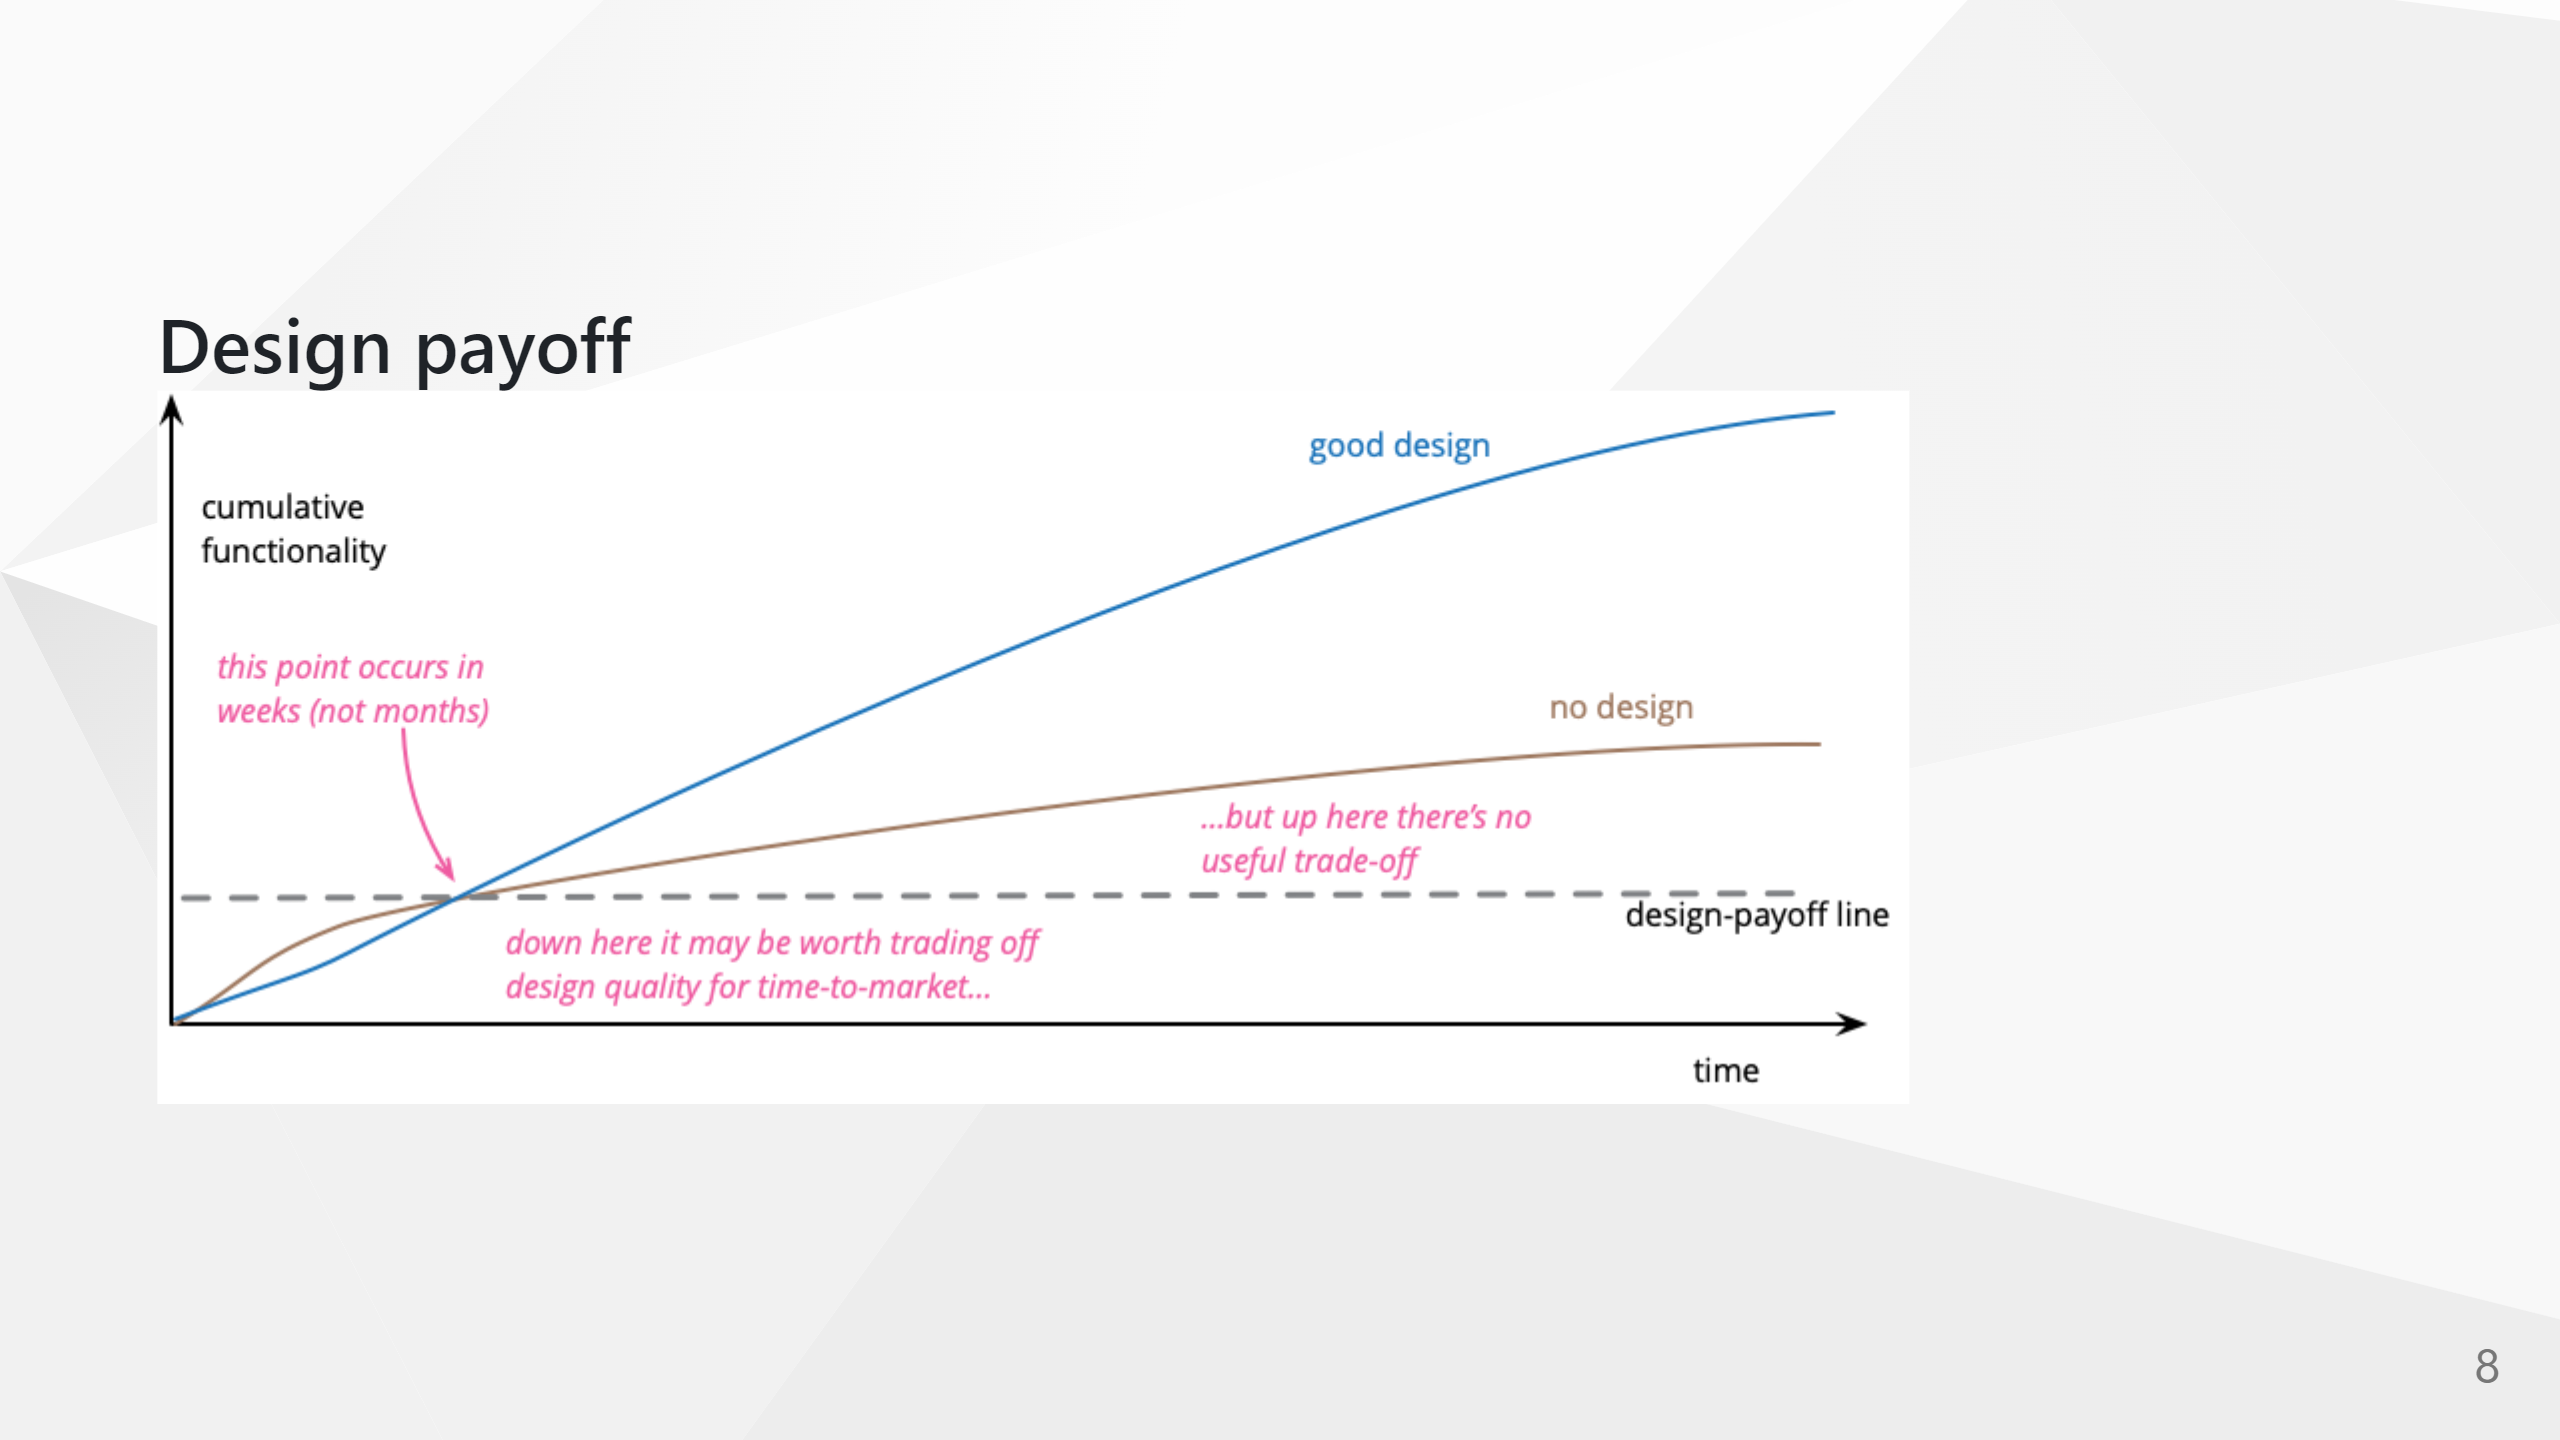 Design payoff
good design
cumulative
functionality
this point occurs in
weeks (not months)
no design
...but up here there's no
useful trade-off
design-payoff line
down here it may be worth trading off
design quality for time-to-market...
time
8